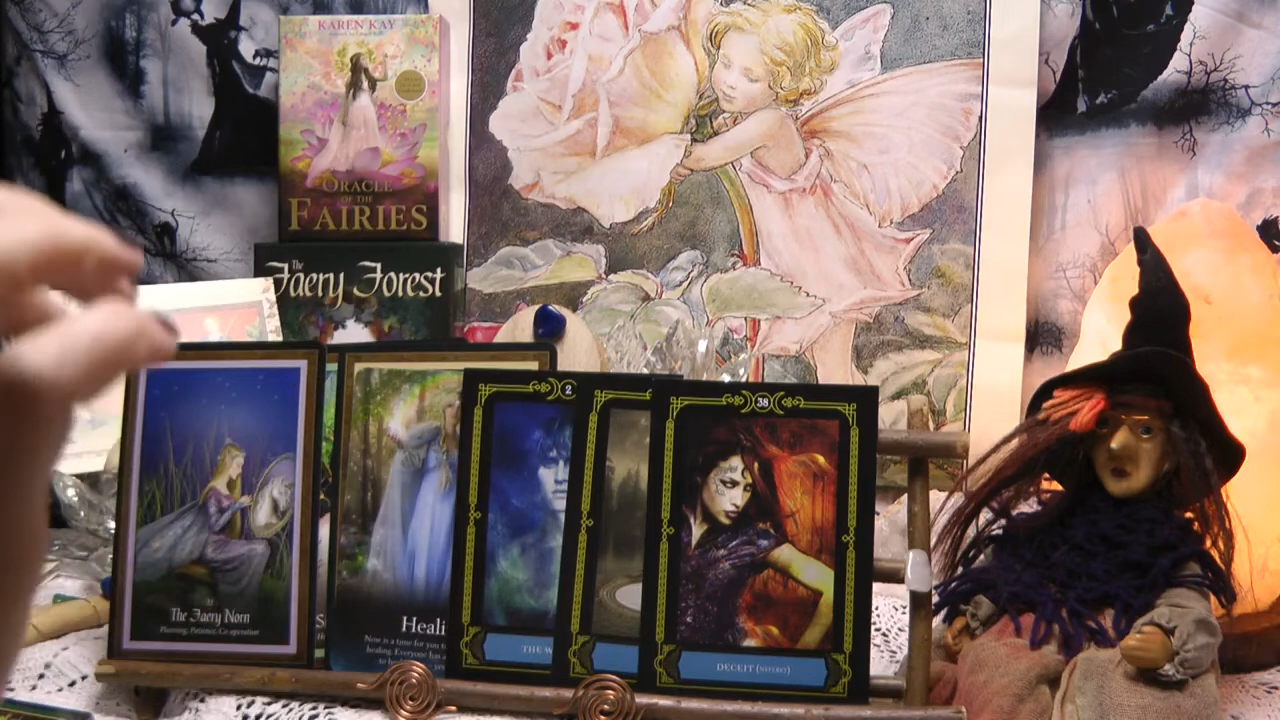 KAREN KAY
ORACLE
OF THE
FAIRIES
The
Faery Forest
The Faery Norn
Planning, Patience, Co-operation
Heali
Now is a time for you t
healing. Everyone has a
to be
2
THE W
38
DECEIT